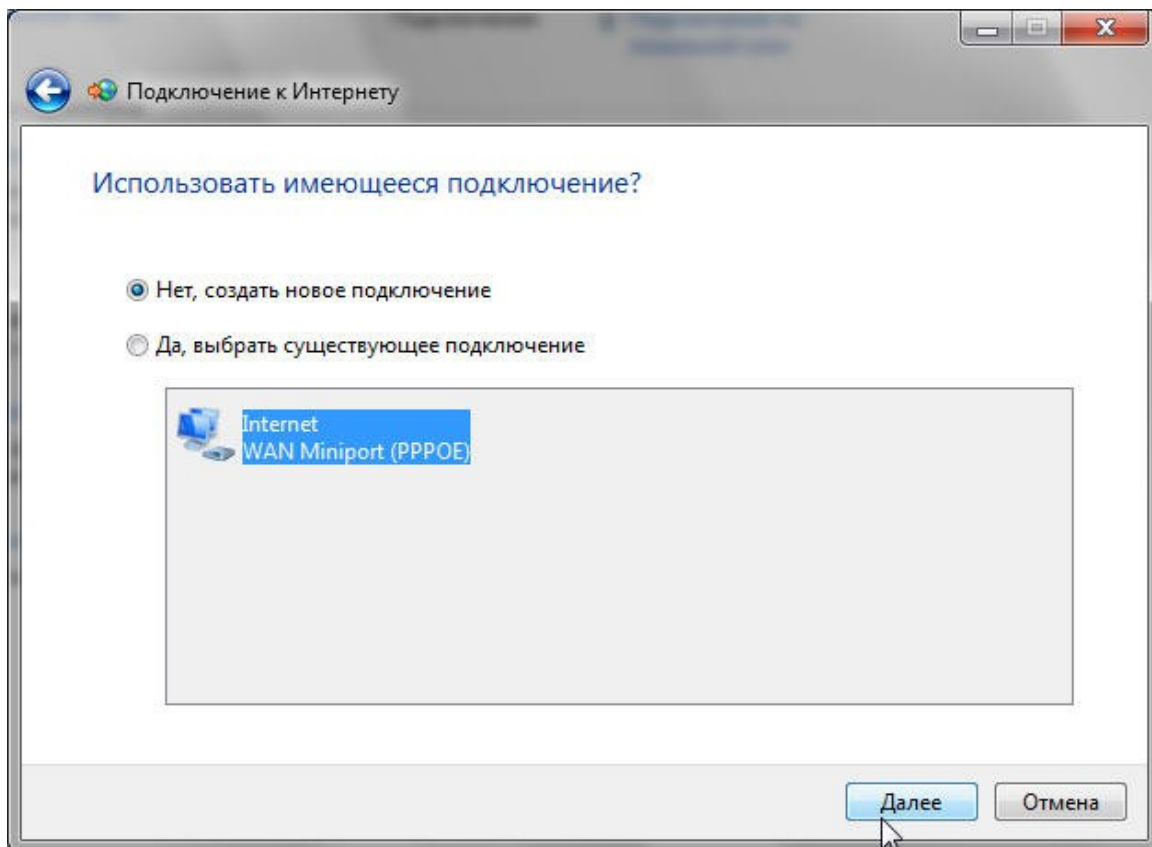 Подключение к Интернету
Использовать имеющееся подключение?
Нет, создать новое подключение
Да, выбрать существующее подключение
Internet
WAN Miniport (PPPOE)
Далее
Отмена